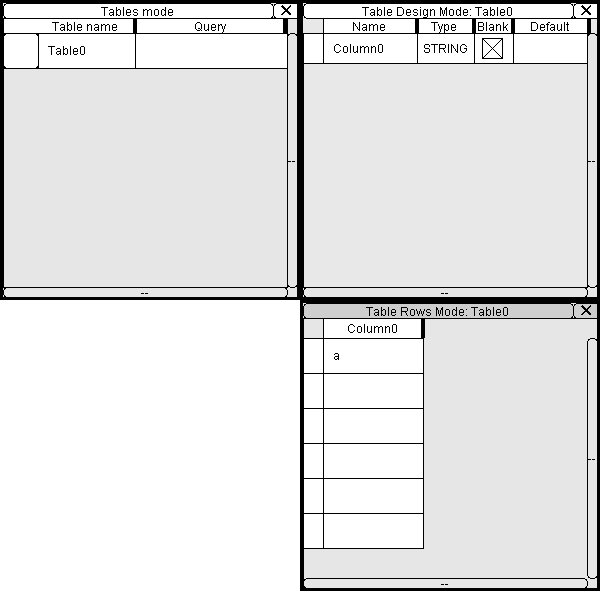 Tables mode
Table name Query
Table0
Table Design Mode: Table0
Name Type Blank Default
Column0 STRING
Table Rows Mode: Table0
Column0
a